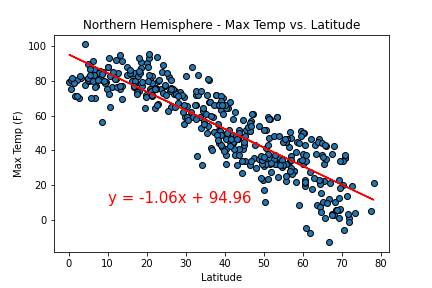 Northern Hemisphere - Max Temp vs. Latitude
100
80
60
40
20
0
Max Temp (F)
y = -1.06x + 94.96
0 10 20 30 40 50 60 70 80
Latitude